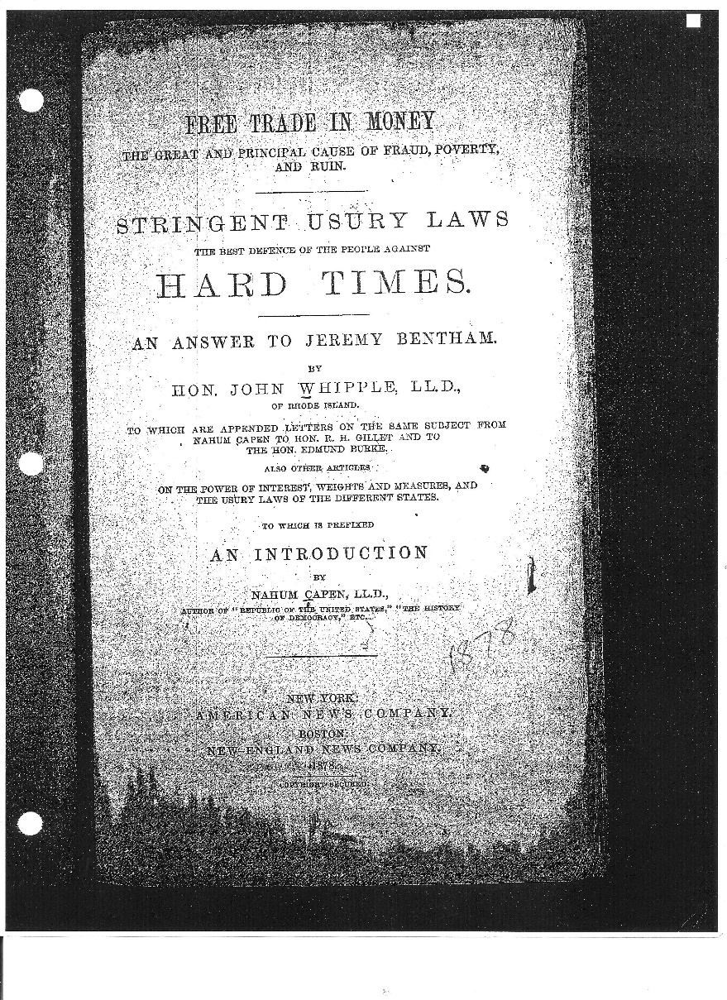 FREE TRADE IN MONEY
THE GREAT AND PRINCIPAL CAUSE OF FRAUD, POVERTY,
AND RUIN.
STRINGENT USURY LAWS
THE BEST DEFENCE OF THE PEOPLE AGAINST
HARD TIMES.
AN ANSWER TO JEREMY BENTHAM.
BY
HON. JOHN WHIPPLE, LL.D.,
OF RHODE ISLAND.
TO WHICH ARE APPENDED LETTERS ON THE SAME SUBJECT FROM
NAHUM CAPEN TO HON. R. H. GILLET AND TO
THE HON. EDMUND BURKE.
ALSO OTHER ARTICLES
ON THE POWER OF INTEREST, WEIGHTS AND MEASURES, AND
THE USURY LAWS OF THE DIFFERENT STATES.
TO WHICH IS PREFIXED
AN INTRODUCTION
BY
NAHUM CAPEN, LL.D.,
AUTHOR OF "REPUBLIC OF THE UNITED STATES," "THE HISTORY
OF DEMOCRACY," ETC.
1878
NEW YORK:
AMERICAN NEWS COMPANY.
BOSTON:
NEW-ENGLAND NEWS COMPANY.
1878.
COPYRIGHT SECURED.